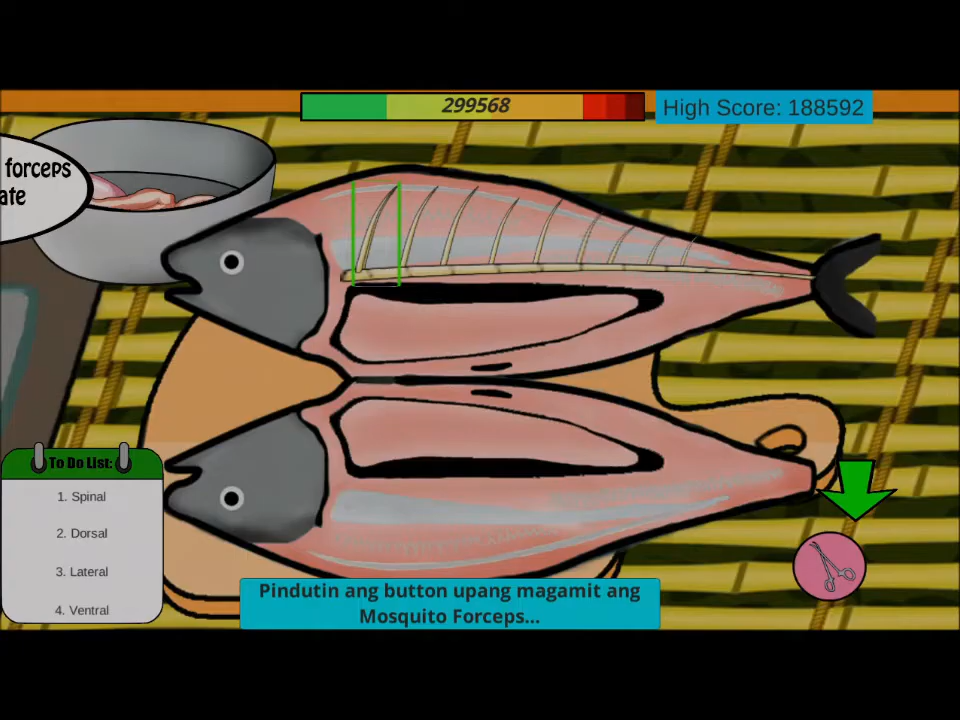 299568
High Score: 188592
forceps
ate
To Do List:
1. Spinal
2. Dorsal
3. Lateral
4. Ventral
Pindutin ang button upang magamit ang
Mosquito Forceps...